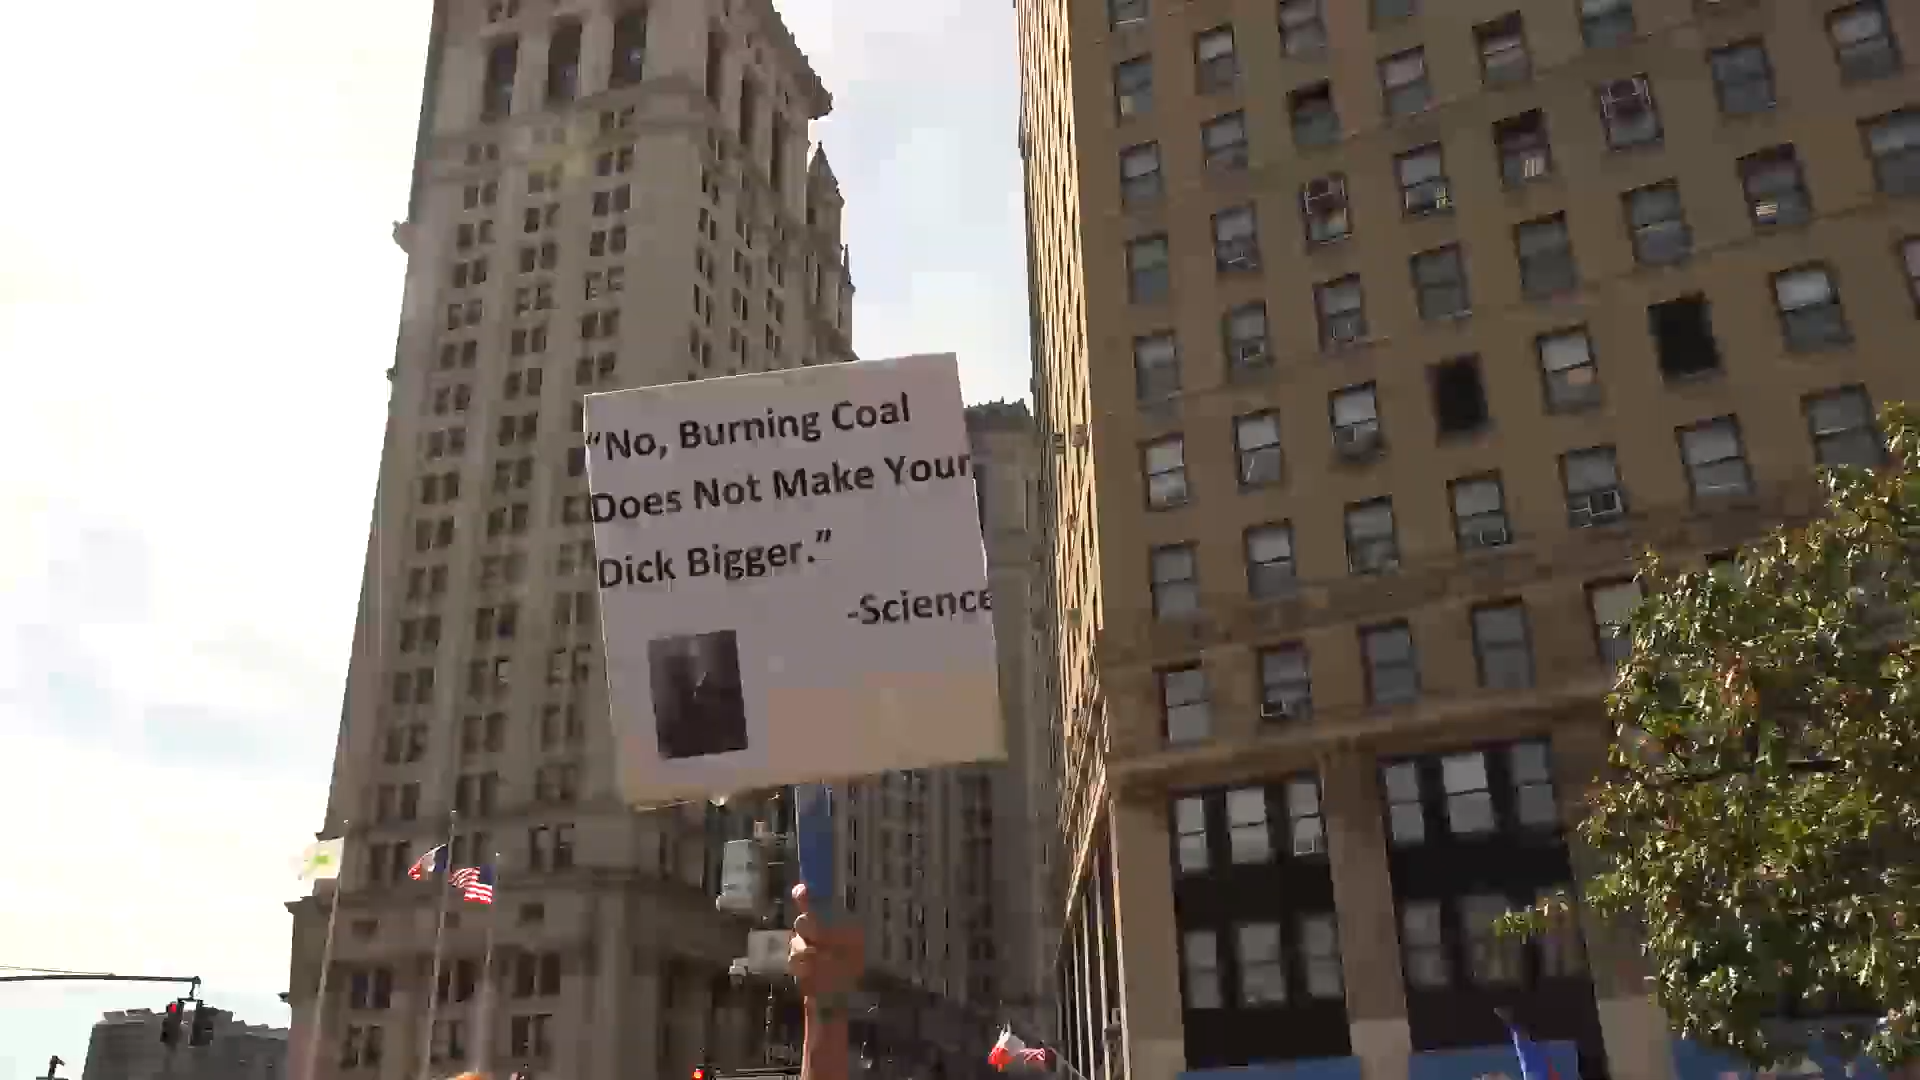 “No, Burning Coal
Does Not Make Your
Dick Bigger.”
-Science